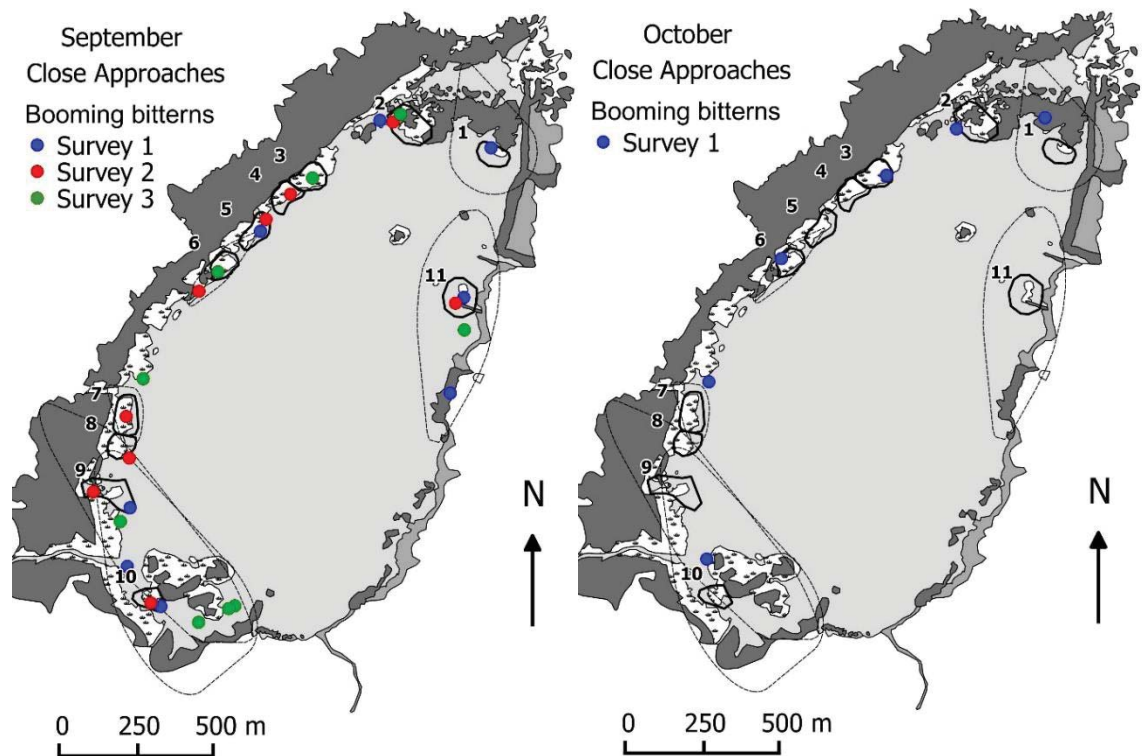 September
Close Approaches
Booming bitterns
Survey 1
Survey 2
Survey 3
2
1
3
4
5
6
11
7
8
9
10
N
0 250 500 m
October
Close Approaches
Booming bitterns
Survey 1
2
1
3
4
5
6
11
7
8
9
10
N
0 250 500 m